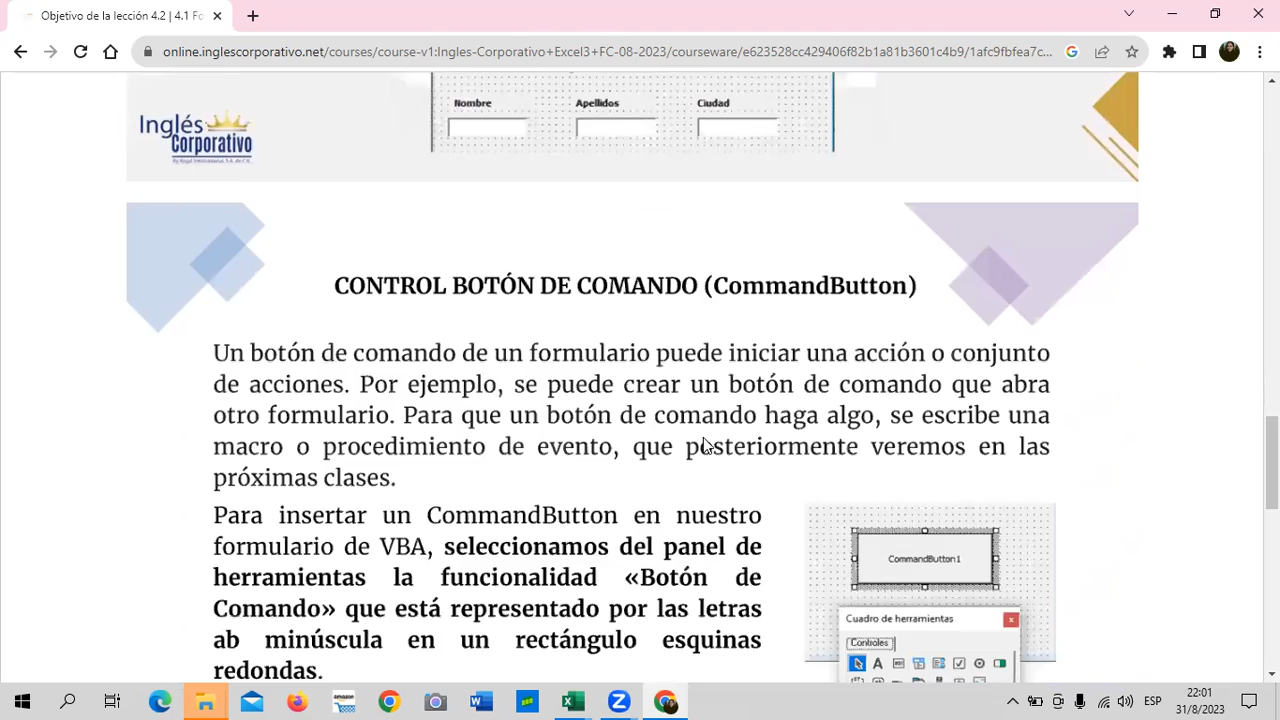 Objetivo de la lección 4.2 | 4.1 Fo
online.inglescorporativo.net/courses/course-v1:Ingles-Corporativo+Excel3+FC-08-2023/courseware/e623528cc429406f82b1a81b3601c4b9/1afc9fbfea7c...
Nombre Apellidos Ciudad
Inglés
Corporativo
CONTROL BOTÓN DE COMANDO (CommandButton)
Un botón de comando de un formulario puede iniciar una acción o conjunto
de acciones. Por ejemplo, se puede crear un botón de comando que abra
otro formulario. Para que un botón de comando haga algo, se escribe una
macro o procedimiento de evento, que posteriormente veremos en las
próximas clases.
Para insertar un CommandButton en nuestro
formulario de VBA, seleccionamos del panel de
herramientas la funcionalidad «Botón de
Comando» que está representado por las letras
ab minúscula en un rectángulo esquinas
redondas.
CommandButton1
Cuadro de herramientas
Controles
ESP
22:01
31/8/2023